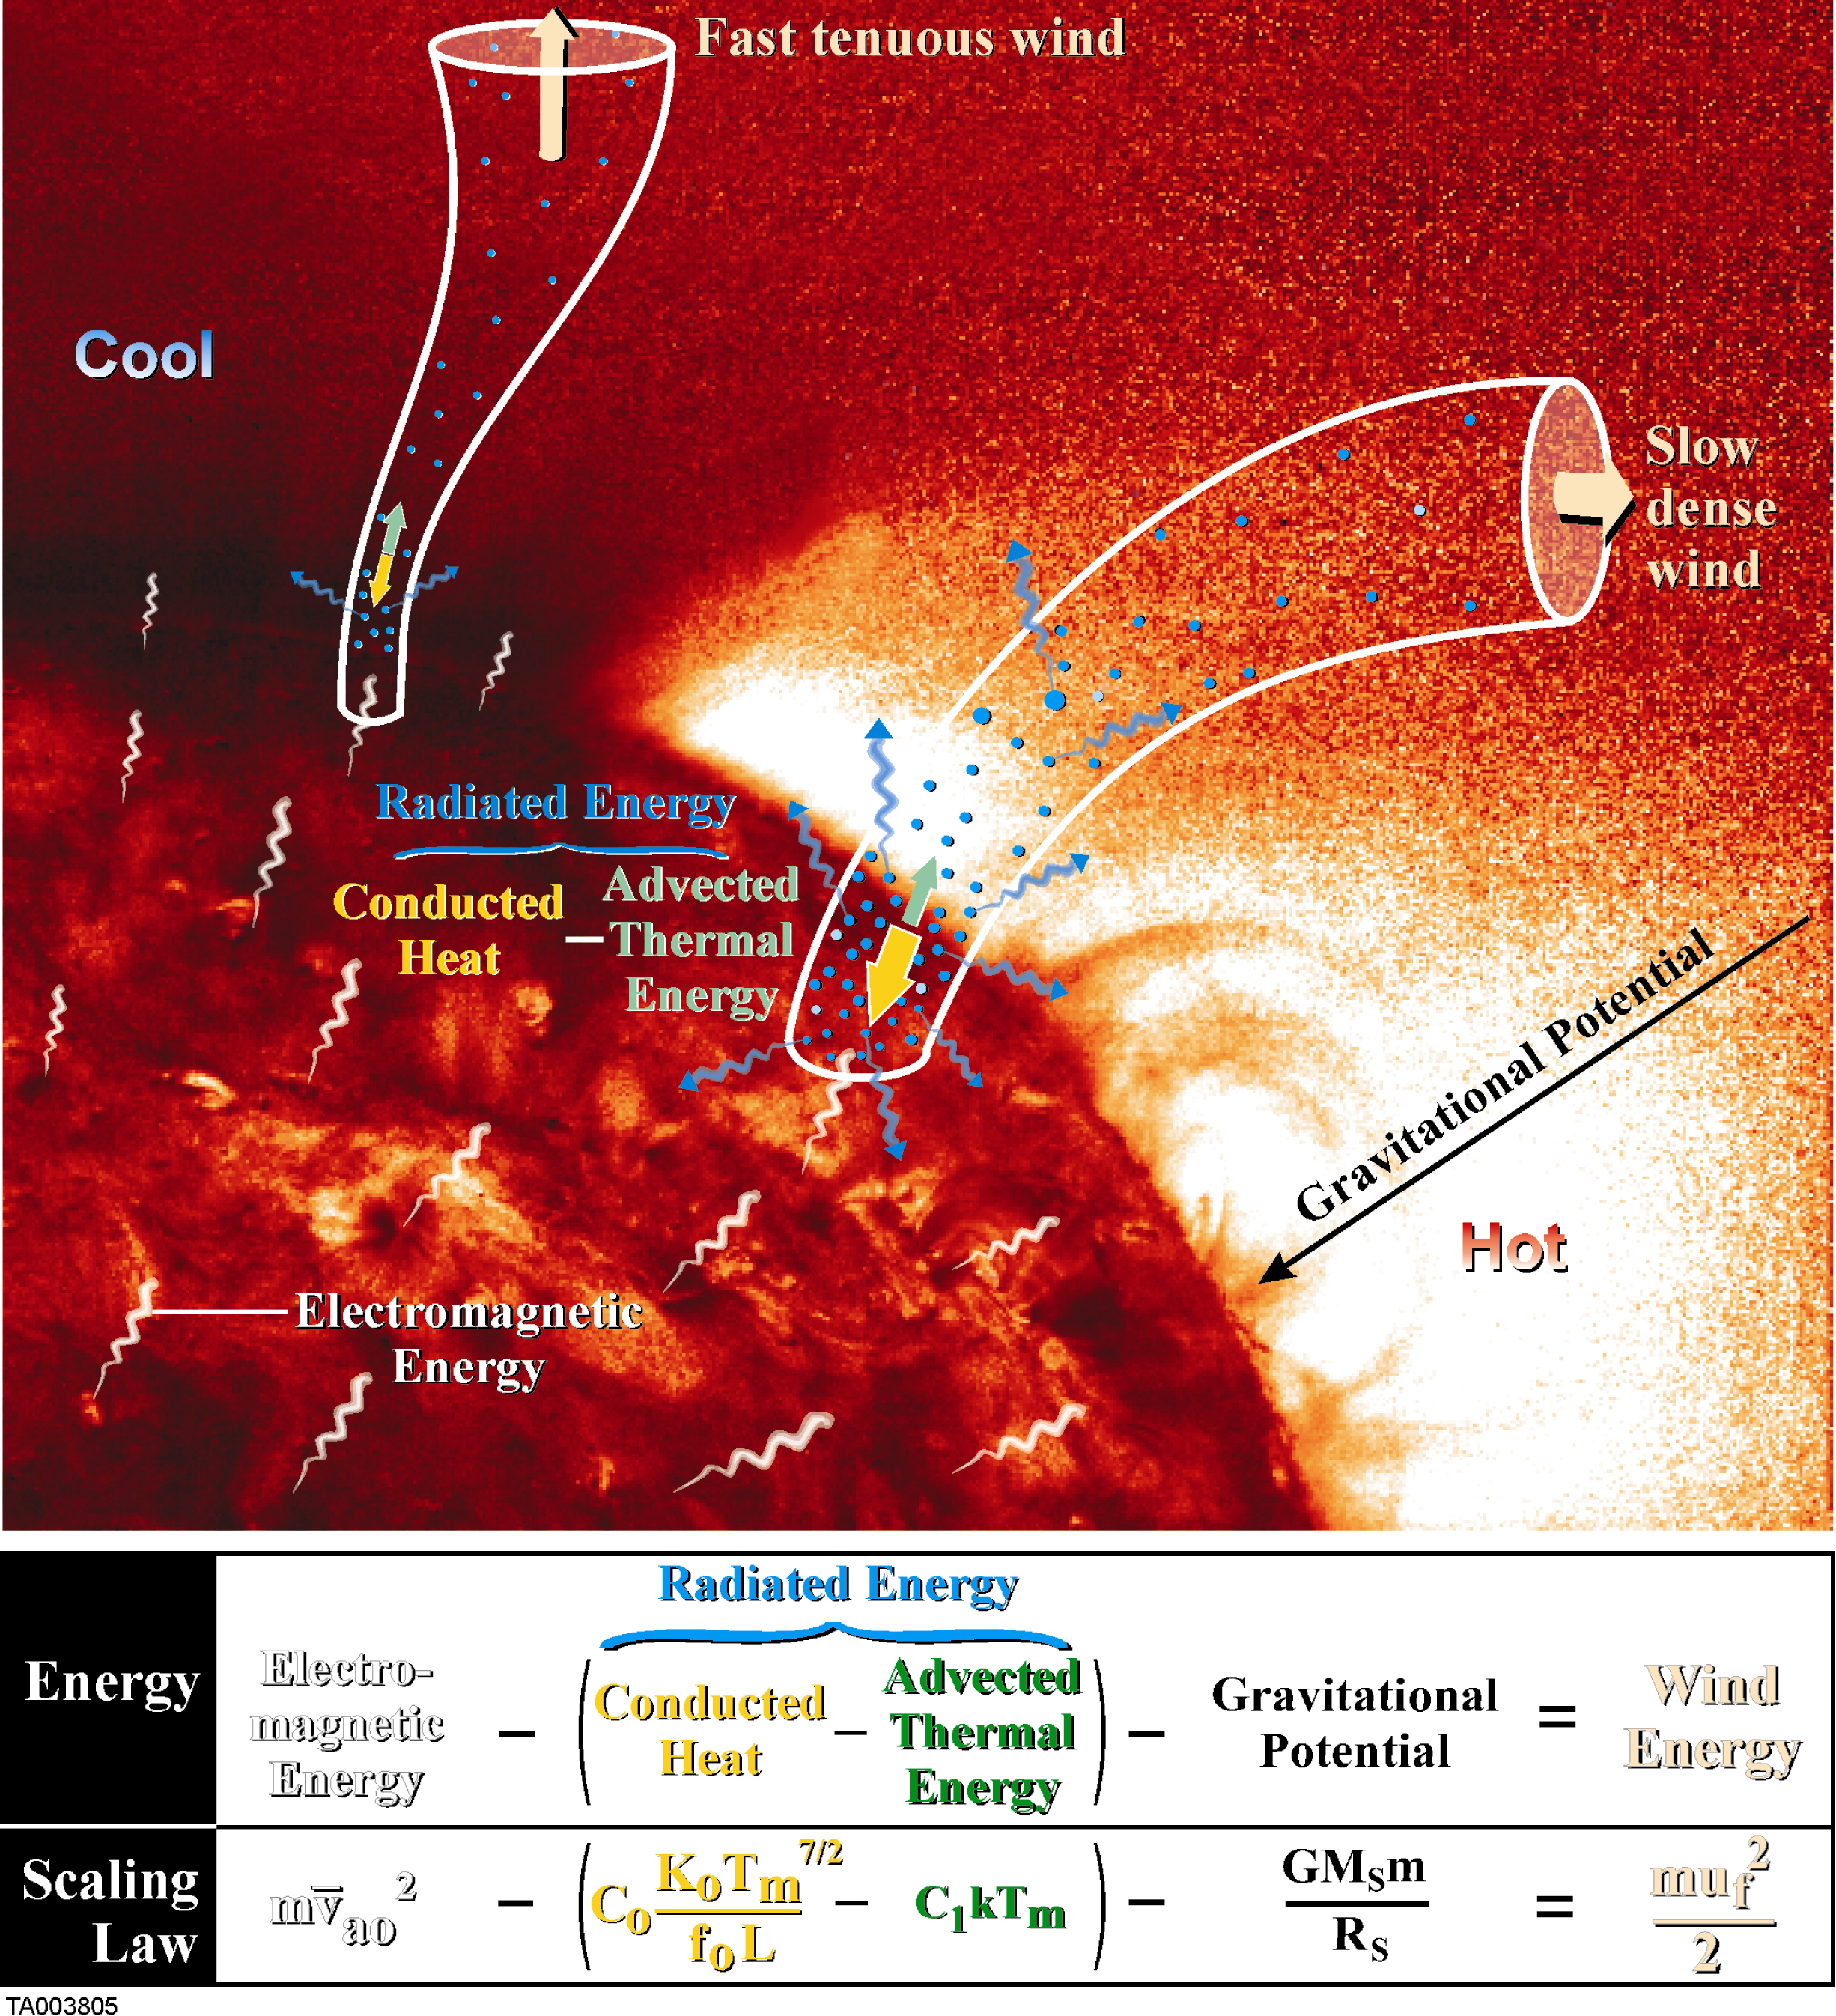 Fast tenuous wind
Cool
Slow
dense
wind
Radiated Energy
Conducted
Heat
–
Advected
Thermal
Energy
Gravitational Potential
Hot
Electromagnetic
Energy
Energy
Electro-
magnetic
Energy
–
Radiated Energy
(
Conducted
Heat
–
Advected
Thermal
Energy
)
–
Gravitational
Potential
=
Wind
Energy
Scaling
Law
mv̄ao²
–
(
C₀ K₀Tm^7/2
f₀L
–
C₁kTm
)
–
GMSm
RS
=
muf²
2
TA003805